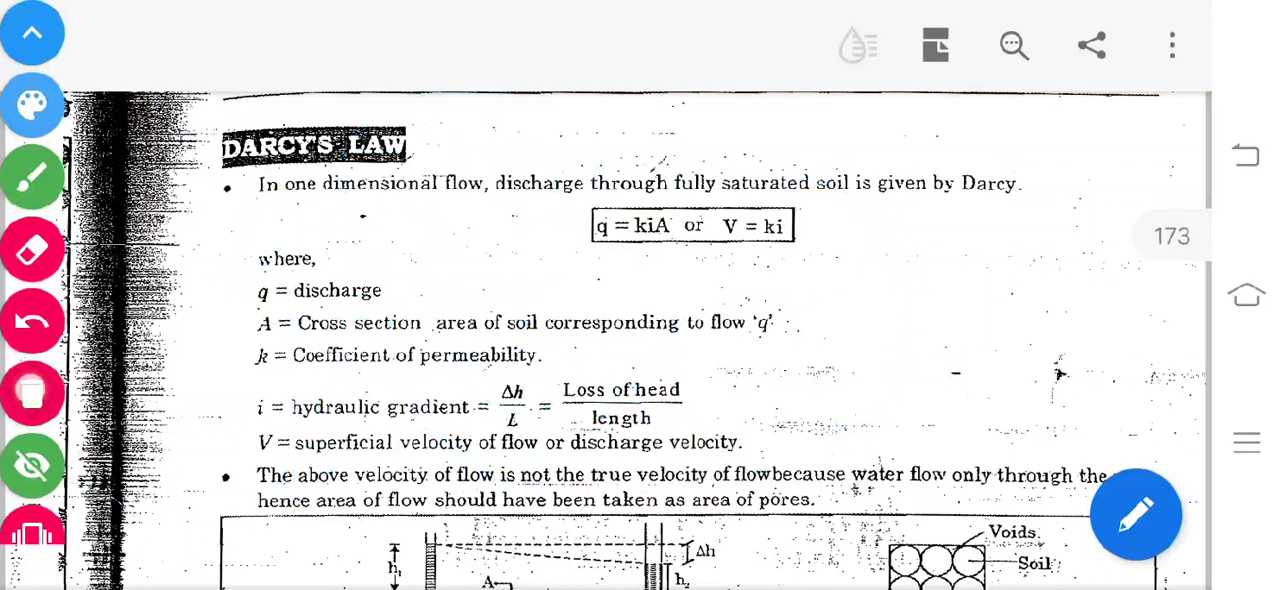 173
DARCY'S LAW
• In one dimensional flow, discharge through fully saturated soil is given by Darcy.
q = kiA or V = ki
where,
q = discharge
A = Cross section area of soil corresponding to flow 'q'
k = Coefficient of permeability.
i = hydraulic gradient = Δh/L = Loss of head/length
V = superficial velocity of flow or discharge velocity.
• The above velocity of flow is not the true velocity of flowbecause water flow only through the
hence area of flow should have been taken as area of pores.
Voids
Δh
h₁
Soil
A
h₂